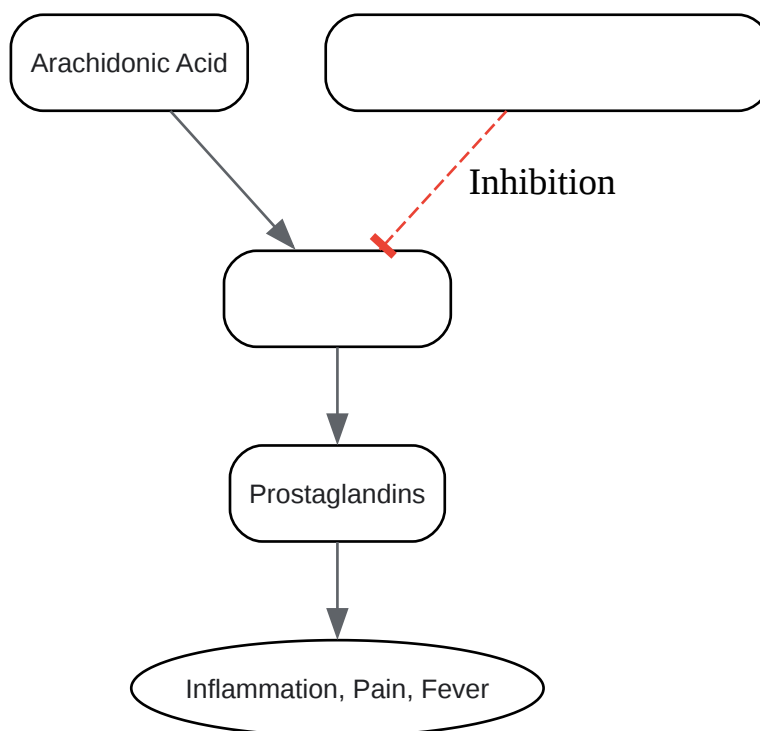 Arachidonic Acid
Inhibition
Prostaglandins
Inflammation, Pain, Fever